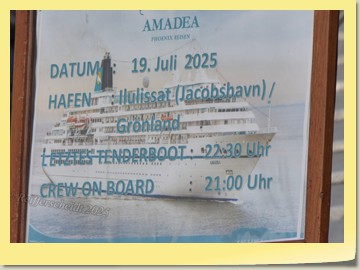 AMADEA
PHOENIX REISEN
DATUM : 19. Juli 2025
HAFEN : Ilulissat (Jacobshavn) /
Grönland
LETZTES TENDERBOOT : 22:30 Uhr
CREW ON BOARD : 21:00 Uhr